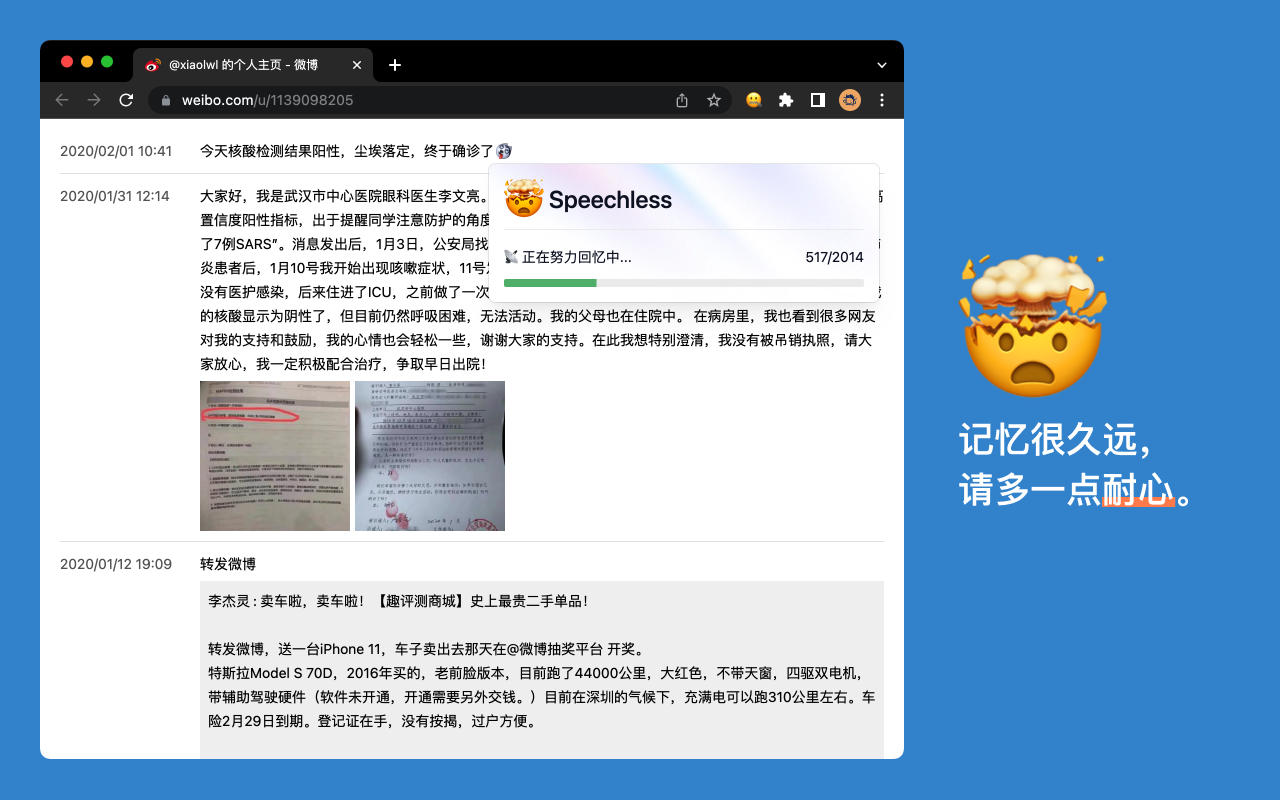 @xiaolwl 的个人主页 - 微博
weibo.com/u/1139098205
2020/02/01 10:41
今天核酸检测结果阳性，尘埃落定，终于确诊了
2020/01/31 12:14
大家好，我是武汉市中心医院眼科医生李文亮。
置信度阳性指标，出于提醒同学注意防护的角度
了7例SARS”。消息发出后，1月3日，公安局找
炎患者后，1月10号我开始出现咳嗽症状，11号
没有医护感染，后来住进了ICU，之前做了一次
的核酸显示为阴性了，但目前仍然呼吸困难，无法活动。我的父母也在住院中。 在病房里，我也看到很多网友
对我的支持和鼓励，我的心情也会轻松一些，谢谢大家的支持。在此我想特别澄清，我没有被吊销执照，请大
家放心，我一定积极配合治疗，争取早日出院！
Speechless
正在努力回忆中...
517/2014
2020/01/12 19:09
转发微博
李杰灵 : 卖车啦，卖车啦！【趣评测商城】史上最贵二手单品！
转发微博，送一台iPhone 11，车子卖出去那天在@微博抽奖平台 开奖。
特斯拉Model S 70D，2016年买的，老前脸版本，目前跑了44000公里，大红色，不带天窗，四驱双电机，
带辅助驾驶硬件（软件未开通，开通需要另外交钱。）目前在深圳的气候下，充满电可以跑310公里左右。车
险2月29日到期。登记证在手，没有按揭，过户方便。
记忆很久远，
请多一点耐心。